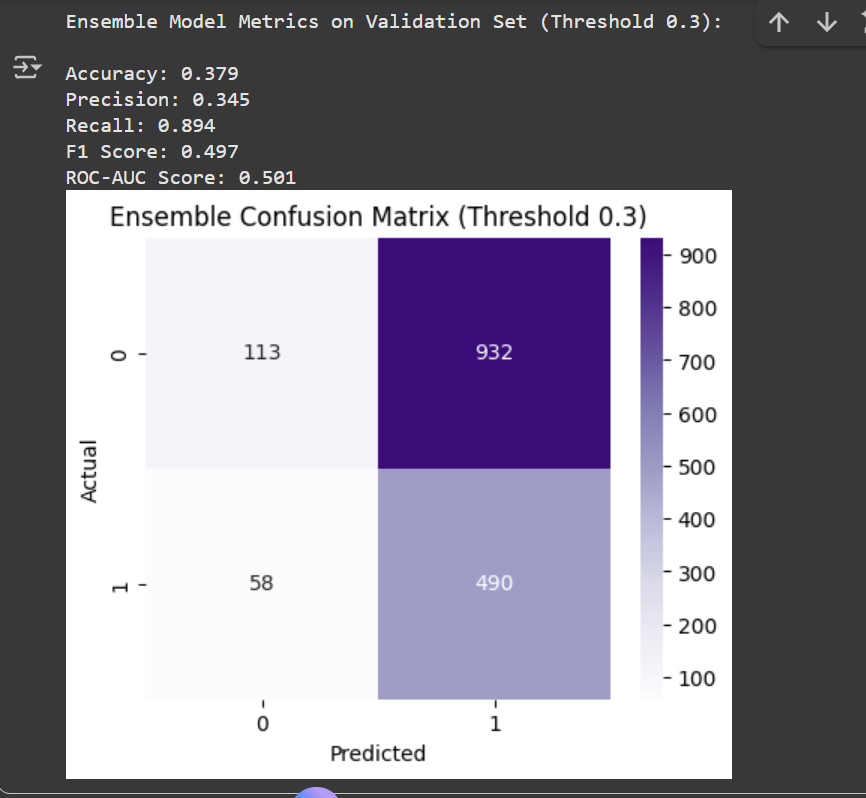 Ensemble Model Metrics on Validation Set (Threshold 0.3):
Accuracy: 0.379
Precision: 0.345
Recall: 0.894
F1 Score: 0.497
ROC-AUC Score: 0.501
Ensemble Confusion Matrix (Threshold 0.3)
900
800
700
600
500
400
300
200
100
0
113
932
Actual
1
58
490
0
1
Predicted